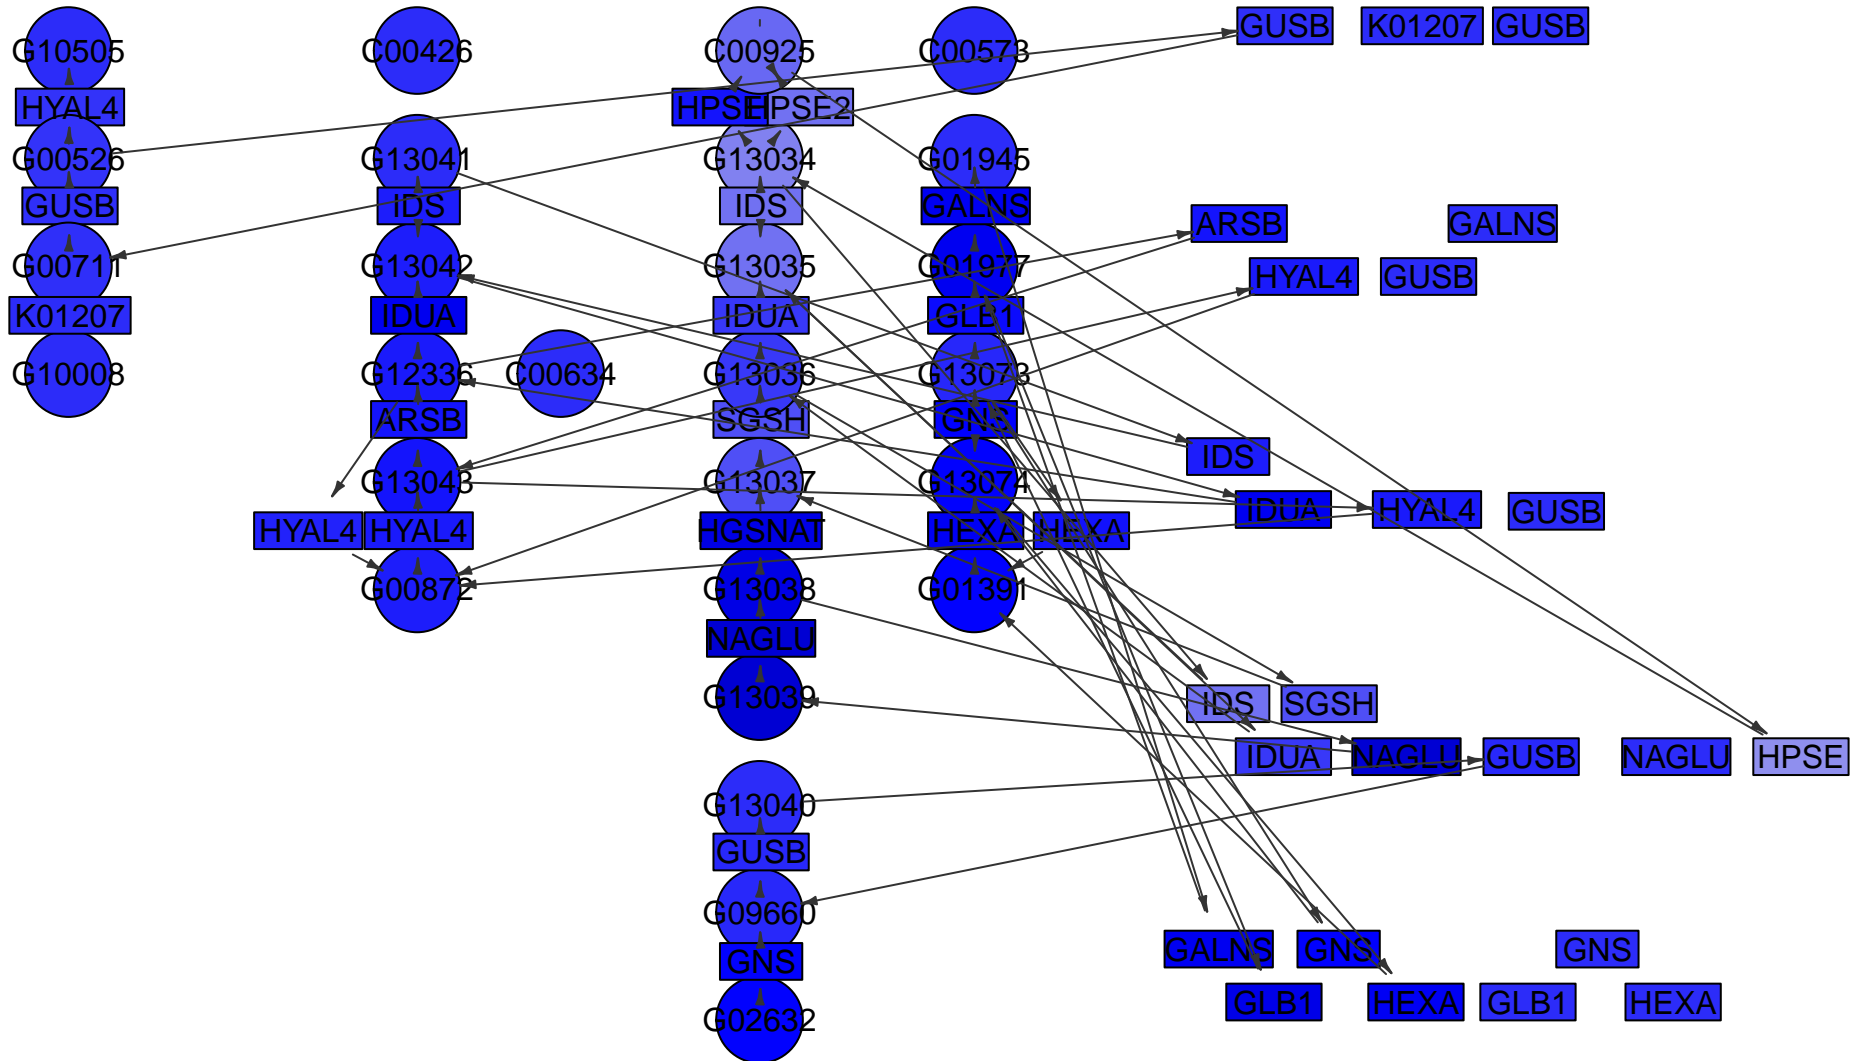 GUSB K01207 GUSB
G10505 C00426 C00925 C00573
HYAL4 HPSE HPSE2
G00526 G13041 G13034 G01945
GUSB IDS IDS GALNS
ARSB GALNS
G00711 G13042 G13035 G01977
HYAL4 GUSB
K01207 IDUA IDUA GLB1
G10008 G12336 C00634 G13036 G13073
ARSB SGSH GNS
IDS
G13043 G13037 G13074
IDUA HYAL4 GUSB
HYAL4 HYAL4 HGSNAT HEXA HEXA
G00872 G13038 G01391
NAGLU
G13039
IDS SGSH
IDUA NAGLU GUSB NAGLU HPSE
G13040
GUSB
G09660
GALNS GNS GNS
GNS
GLB1 HEXA GLB1 HEXA
G02632